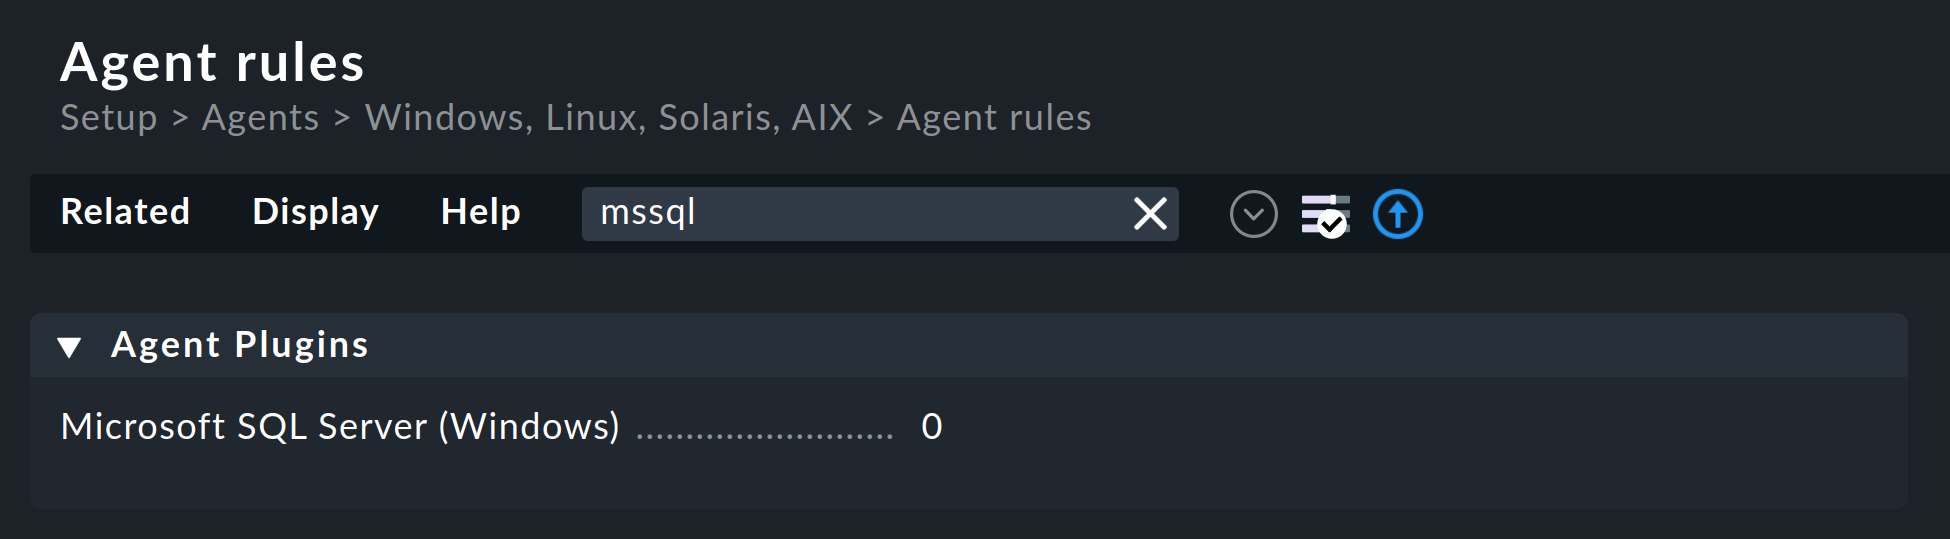 Agent rules
Setup > Agents > Windows, Linux, Solaris, AIX > Agent rules
Related Display Help mssql
Agent Plugins
Microsoft SQL Server (Windows) .......................... 0